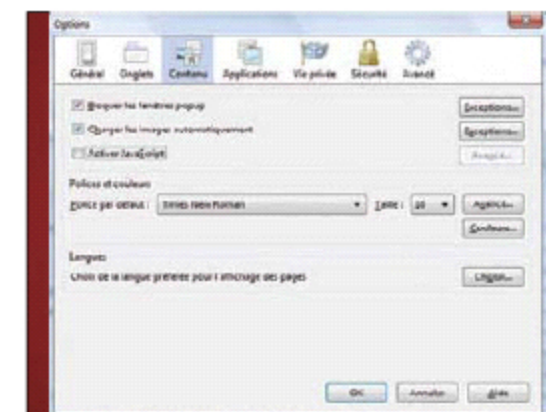 Options
Général Onglets Contenu Applications Vie privée Sécurité Avancé
Bloquer les fenêtres popup Exceptions...
Charger les images automatiquement Exceptions...
Activer JavaScript Avancé...
Polices et couleurs
Police par défaut : Times New Roman Taille : Avancé...
Couleurs...
Langues
Choix de la langue préférée pour l'affichage des pages Choisir...
OK Annuler Aide